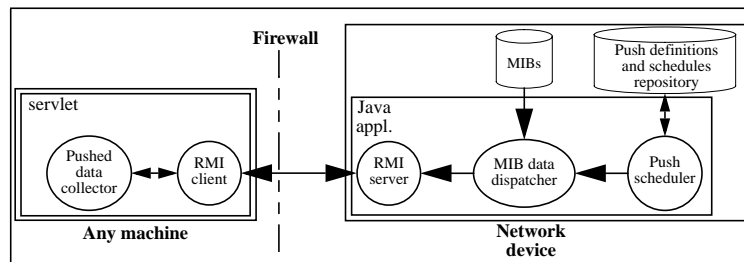 Firewall
MIBs
Push definitions
and schedules
repository
servlet
Java
appl.
Pushed
data
collector
RMI
client
RMI
server
MIB data
dispatcher
Push
scheduler
Any machine
Network
device